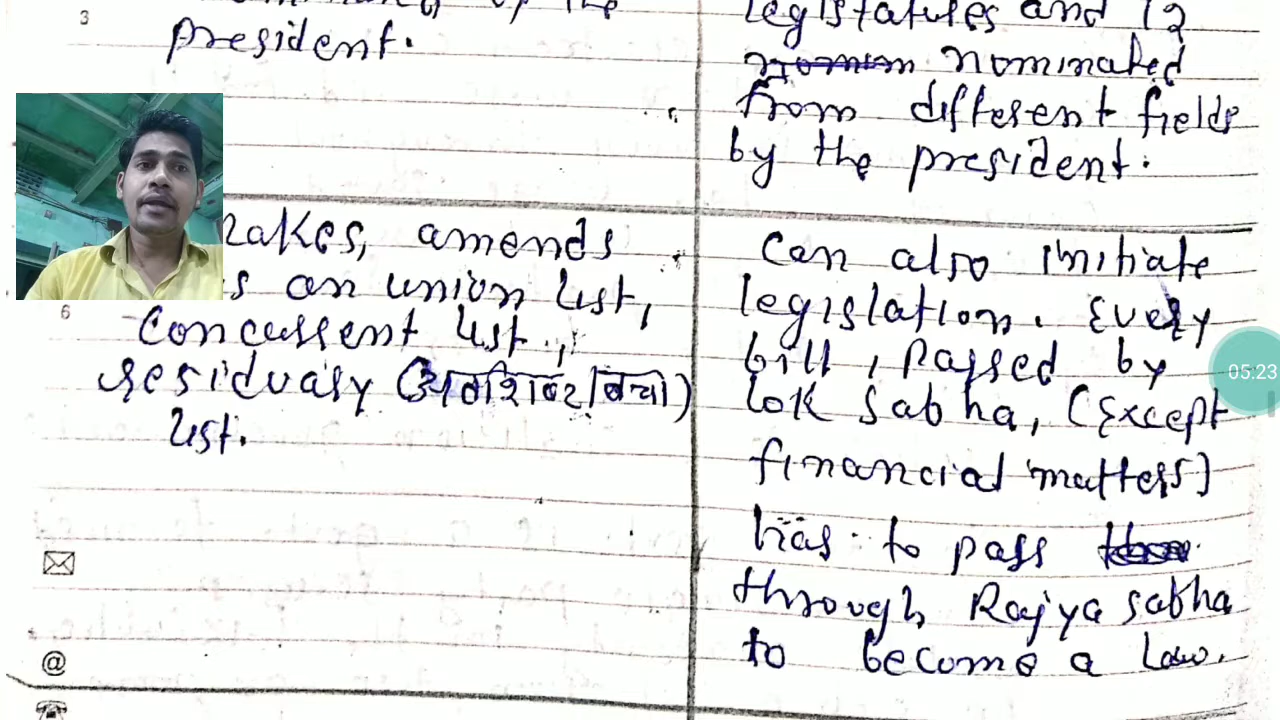 3
president.
6
makes, amends
an union list,
concurrent list,
residuary (अवशिष्ट/बचा)
list.
legislatures and 12
nominated
from different fields
by the president.
Can also initiate
legislation. Every
bill, passed by
Lok Sabha, (Except
financial matters)
has to pass
through Rajya Sabha
to become a law.
@
05:23